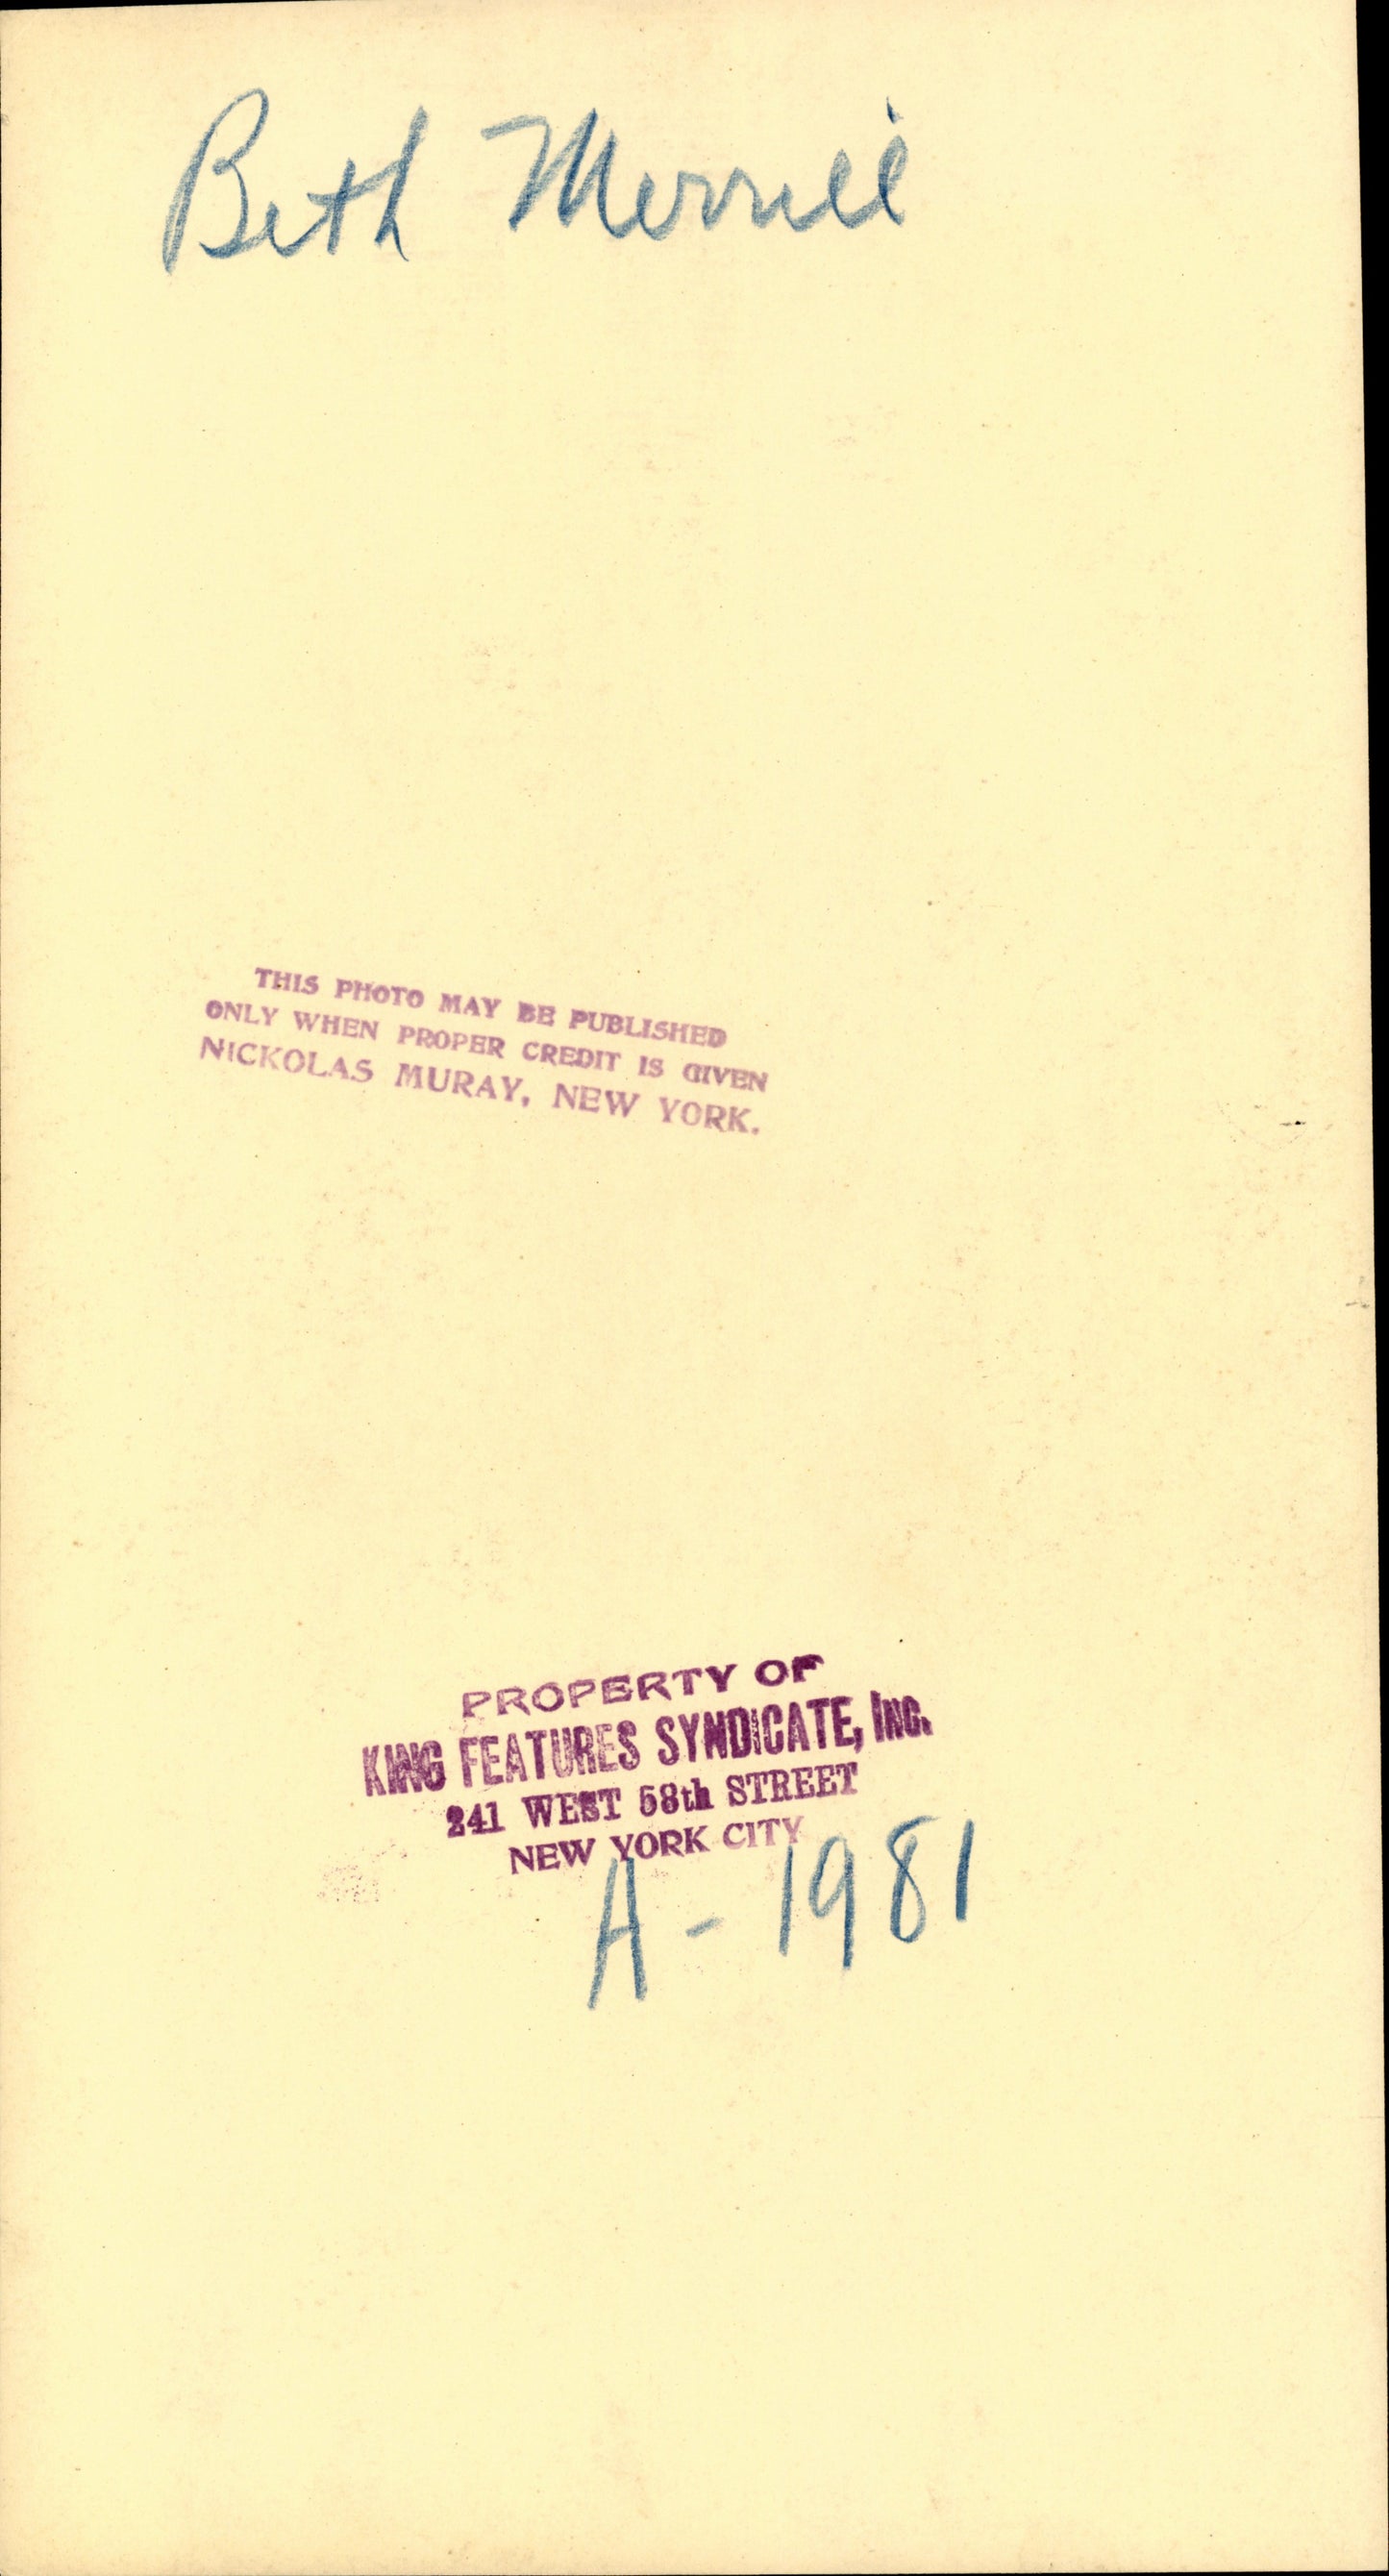 Beth Merrill
THIS PHOTO MAY BE PUBLISHED
ONLY WHEN PROPER CREDIT IS GIVEN
NICKOLAS MURAY, NEW YORK.
PROPERTY OF
KING FEATURES SYNDICATE, INC.
241 WEST 58th STREET
NEW YORK CITY
A - 1981